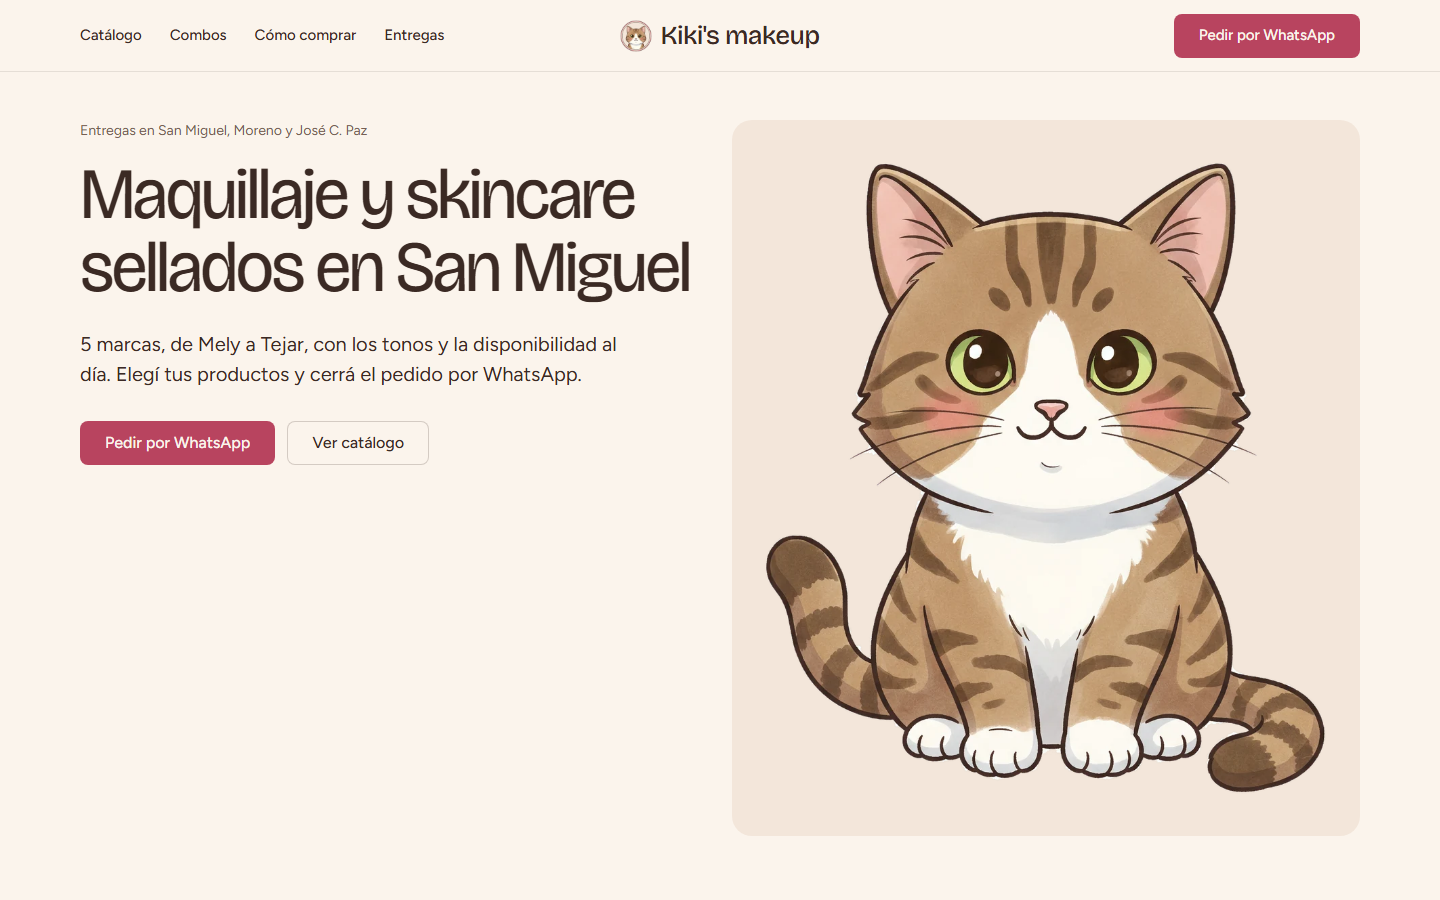 Catálogo
Combos
Cómo comprar
Entregas
Kiki's makeup
Pedir por WhatsApp
Entregas en San Miguel, Moreno y José C. Paz
Maquillaje y skincare
sellados en San Miguel
5 marcas, de Mely a Tejar, con los tonos y la disponibilidad al
día. Elegí tus productos y cerrá el pedido por WhatsApp.
Pedir por WhatsApp
Ver catálogo